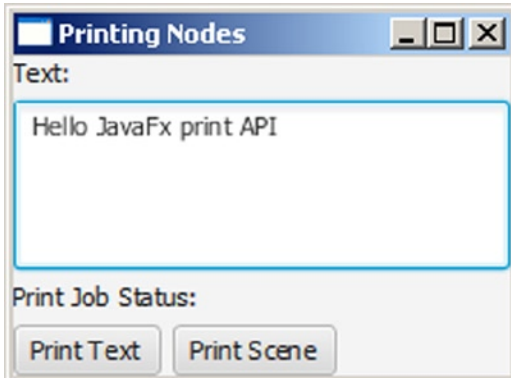 Printing Nodes
Text:
Hello JavaFx print API
Print Job Status:
Print Text Print Scene